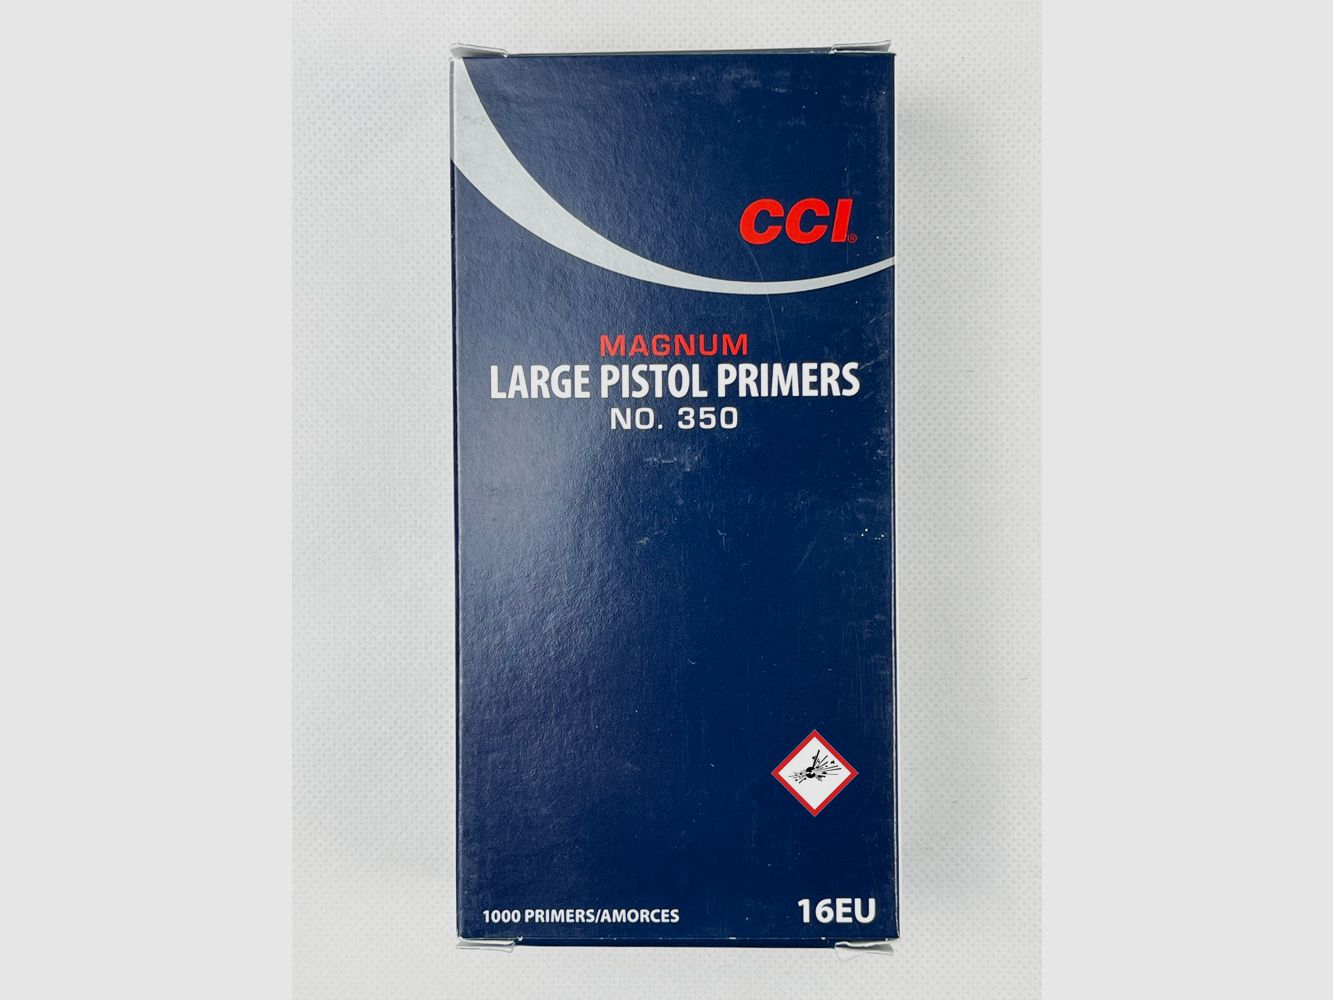 CCI®
MAGNUM
LARGE PISTOL PRIMERS
NO. 350
1000 PRIMERS/AMORCES
16EU